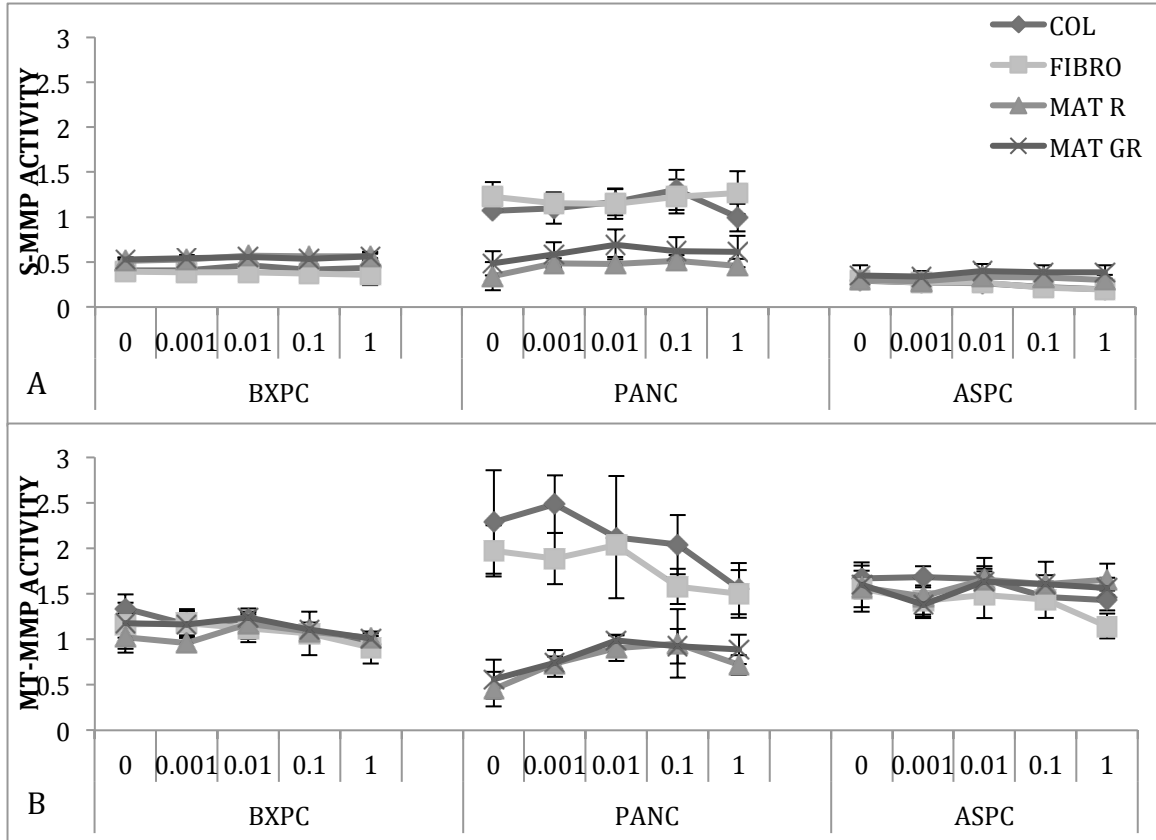 S-MMP ACTIVITY
3
2.5
2
1.5
1
0.5
0
COL
FIBRO
MAT R
MAT GR
0 0.001 0.01 0.1 1 0 0.001 0.01 0.1 1 0 0.001 0.01 0.1 1
BXPC PANC ASPC
A
MT-MMP ACTIVITY
3
2.5
2
1.5
1
0.5
0
0 0.001 0.01 0.1 1 0 0.001 0.01 0.1 1 0 0.001 0.01 0.1 1
BXPC PANC ASPC
B